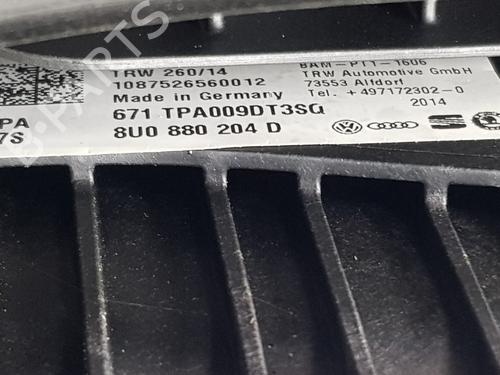 B-PARTS
TRW 260/14
1087526560012
Made in Germany
671 TPA009DT3SQ
8U0 880 204 D
BAM-PT1-1606
TRW Automotive GmbH
73553 Alfdorf
Tel. +497172302-0
2014
PA
7S